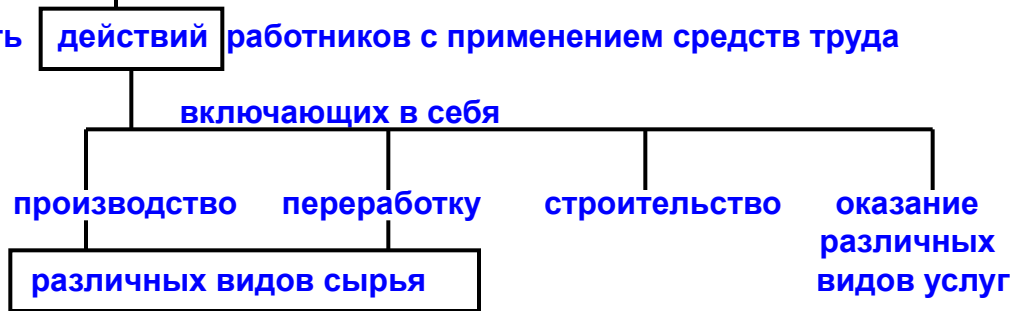 действий работников с применением средств труда
включающих в себя
производство переработку строительство оказание
различных
различных видов сырья видов услуг